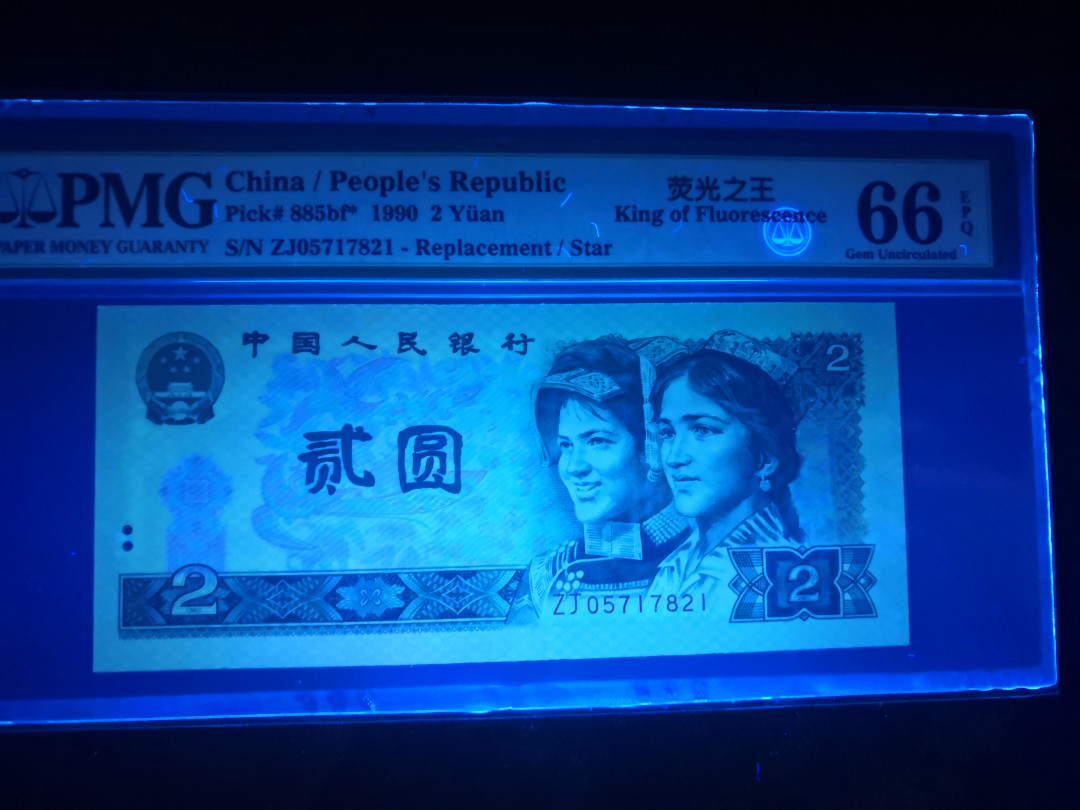 PMG
PAPER MONEY GUARANTY
China / People's Republic
Pick# 885bf* 1990 2 Yüan
S/N ZJ05717821 - Replacement / Star
荧光之王
King of Fluorescence
66
EPQ
Gem Uncirculated
中国人民银行
2
贰圆
ZJ05717821
2
2